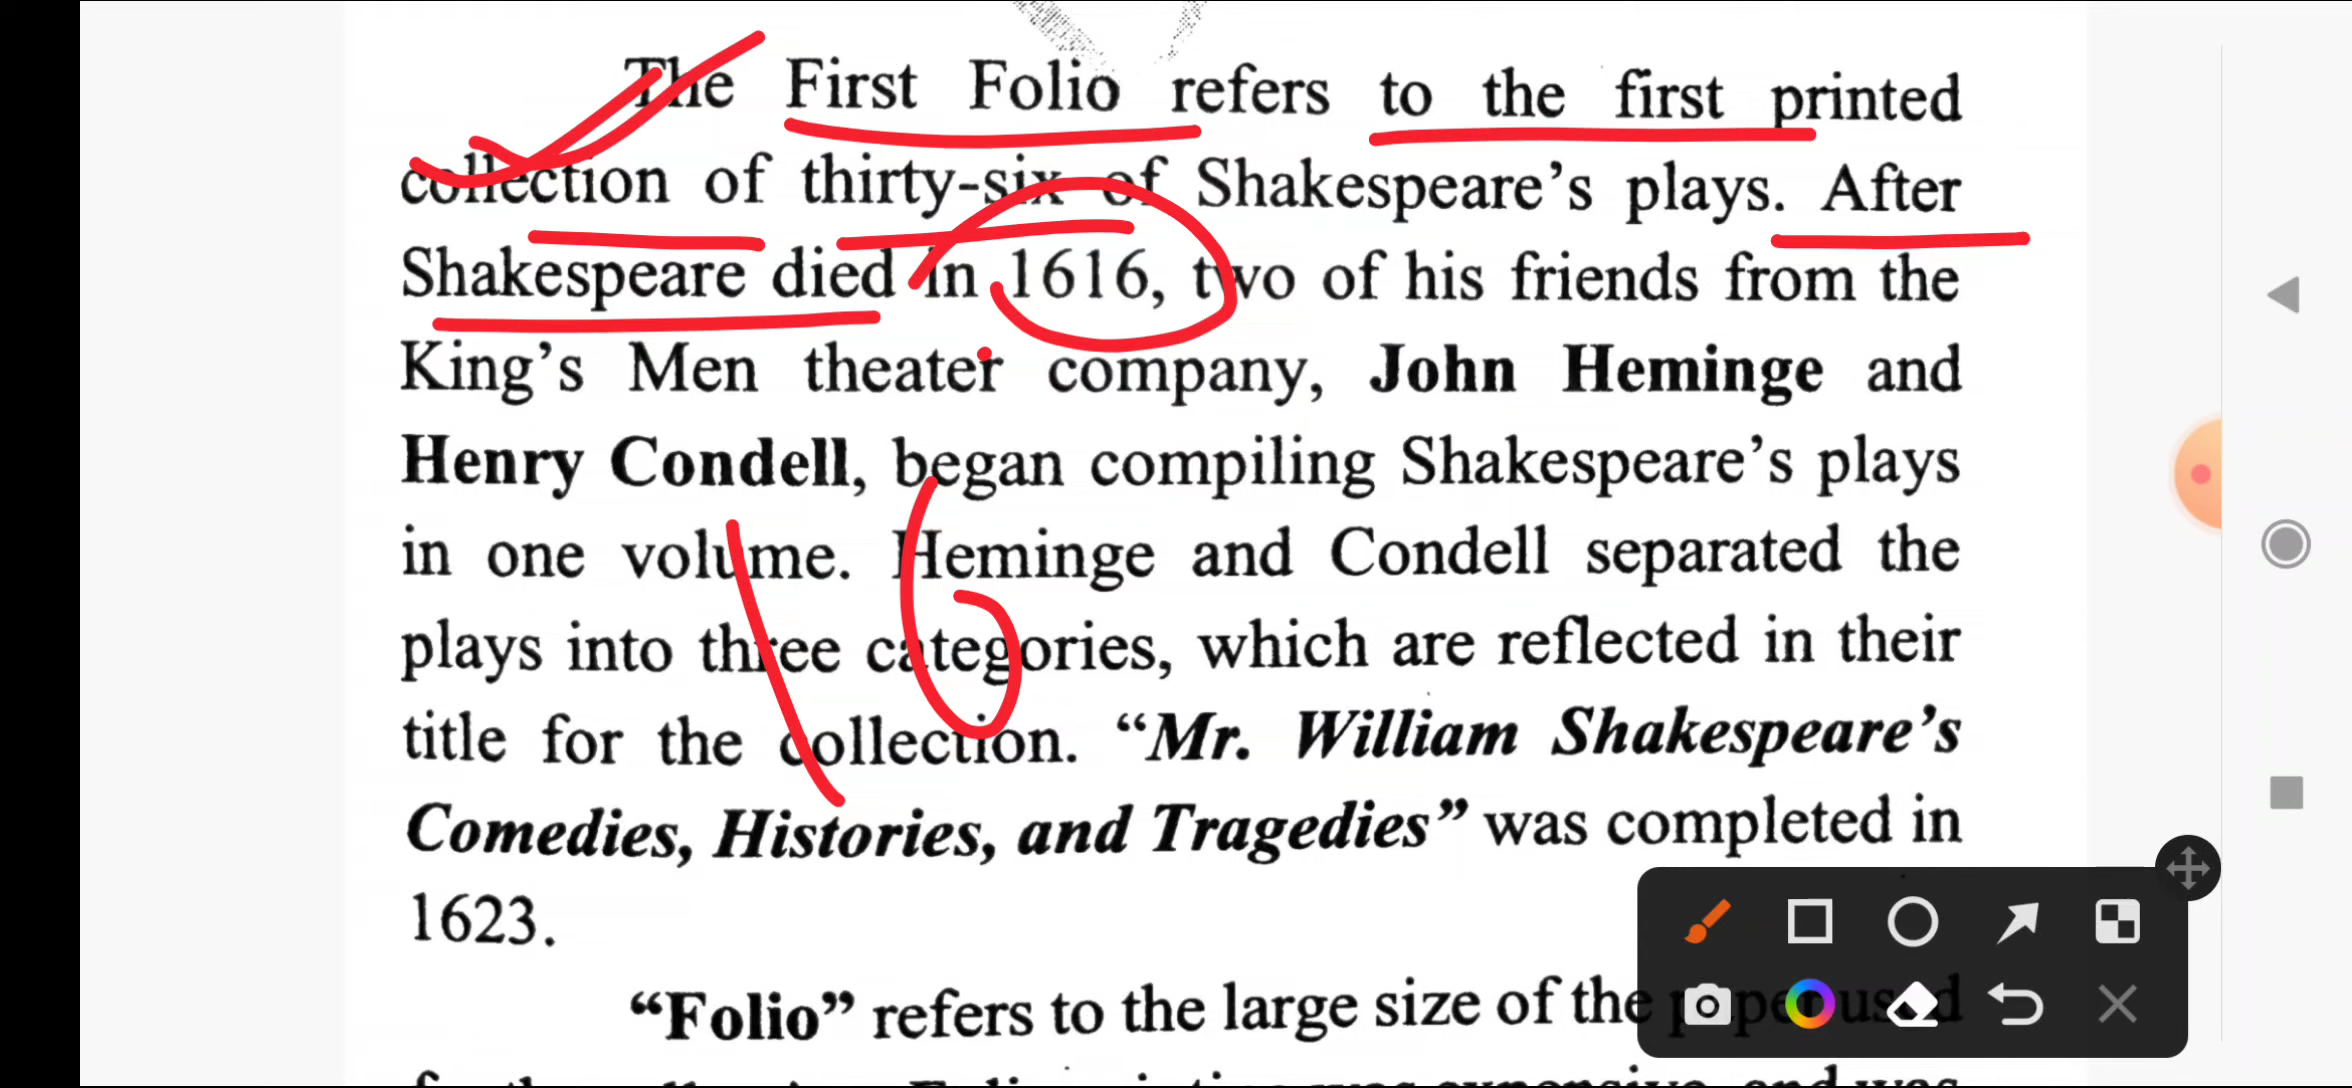 The First Folio refers to the first printed
collection of thirty-six of Shakespeare's plays. After
Shakespeare died in 1616, two of his friends from the
King's Men theater company, John Heminge and
Henry Condell, began compiling Shakespeare's plays
in one volume. Heminge and Condell separated the
plays into three categories, which are reflected in their
title for the collection. "Mr. William Shakespeare's
Comedies, Histories, and Tragedies" was completed in
1623.
"Folio" refers to the large size of the paper used
16